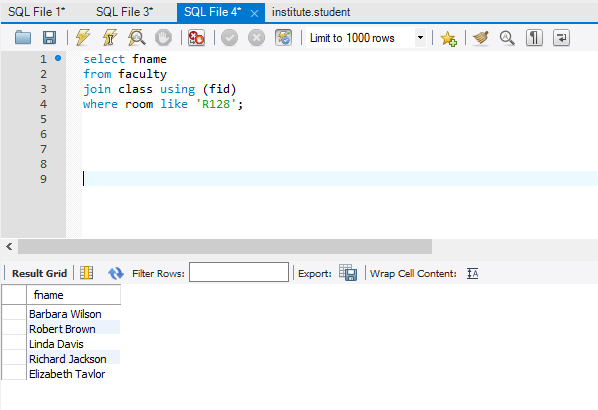 SQL File 1* SQL File 3* SQL File 4* institute.student
Limit to 1000 rows
1 select fname
2 from faculty
3 join class using (fid)
4 where room like 'R128';
5
6
7
8
9
Result Grid Filter Rows: Export: Wrap Cell Content:
fname
Barbara Wilson
Robert Brown
Linda Davis
Richard Jackson
Elizabeth Taylor